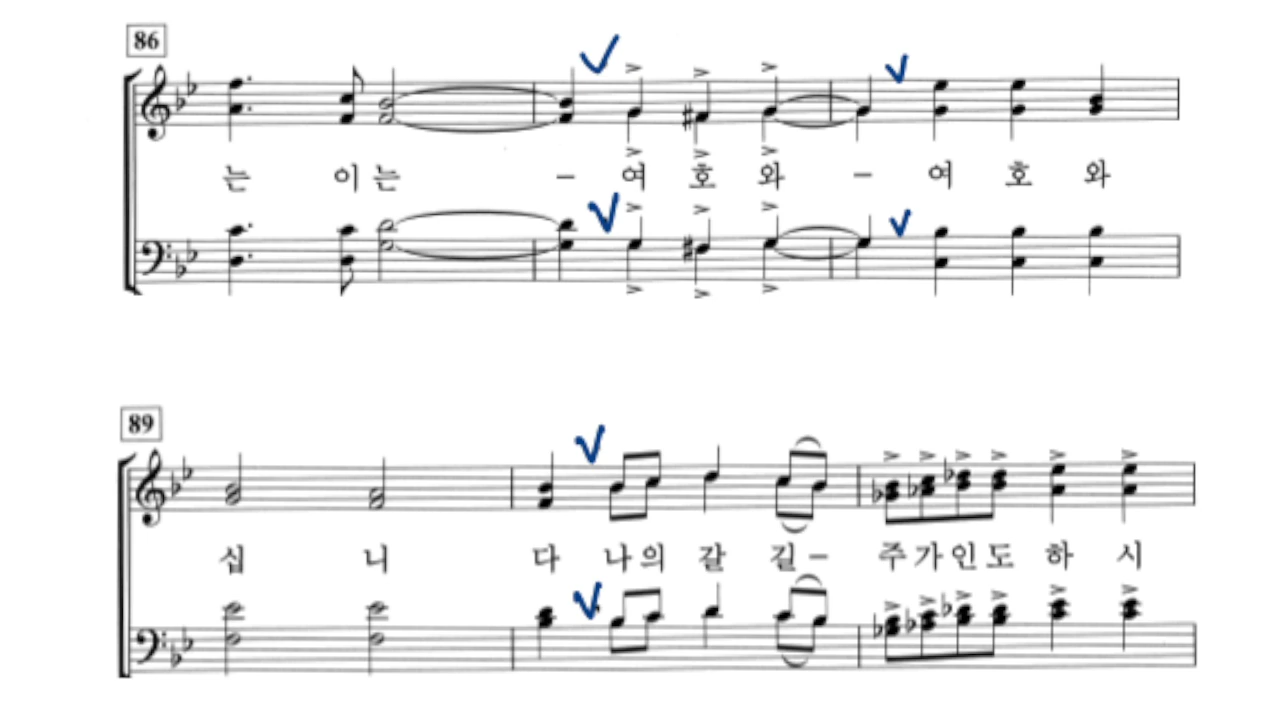 86
는 이 는 – 여 호 와 – 여 호 와
89
십 니 다 나 의 갈 길 – 주 가 인 도 하 시